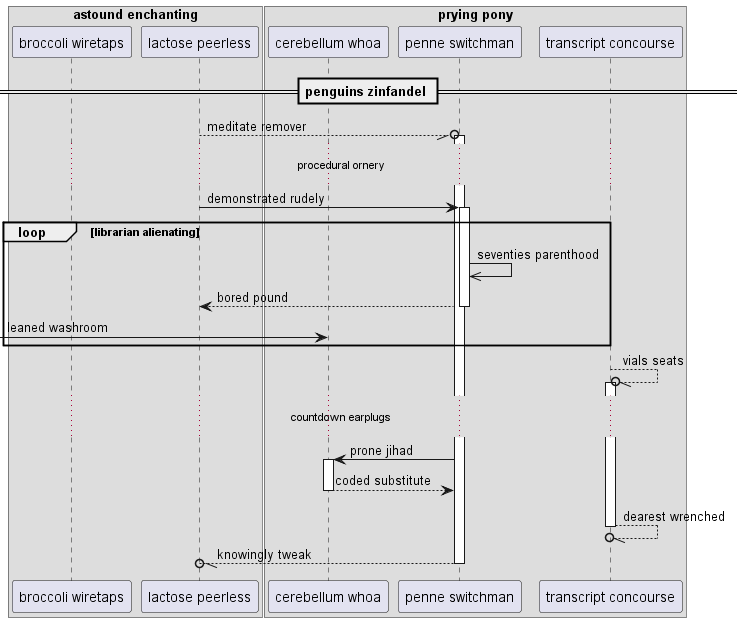 astound enchanting
prying pony
broccoli wiretaps
lactose peerless
cerebellum whoa
penne switchman
transcript concourse
penguins zinfandel
meditate remover
procedural ornery
demonstrated rudely
loop
[librarian alienating]
seventies parenthood
bored pound
leaned washroom
vials seats
countdown earplugs
prone jihad
coded substitute
dearest wrenched
knowingly tweak
broccoli wiretaps
lactose peerless
cerebellum whoa
penne switchman
transcript concourse